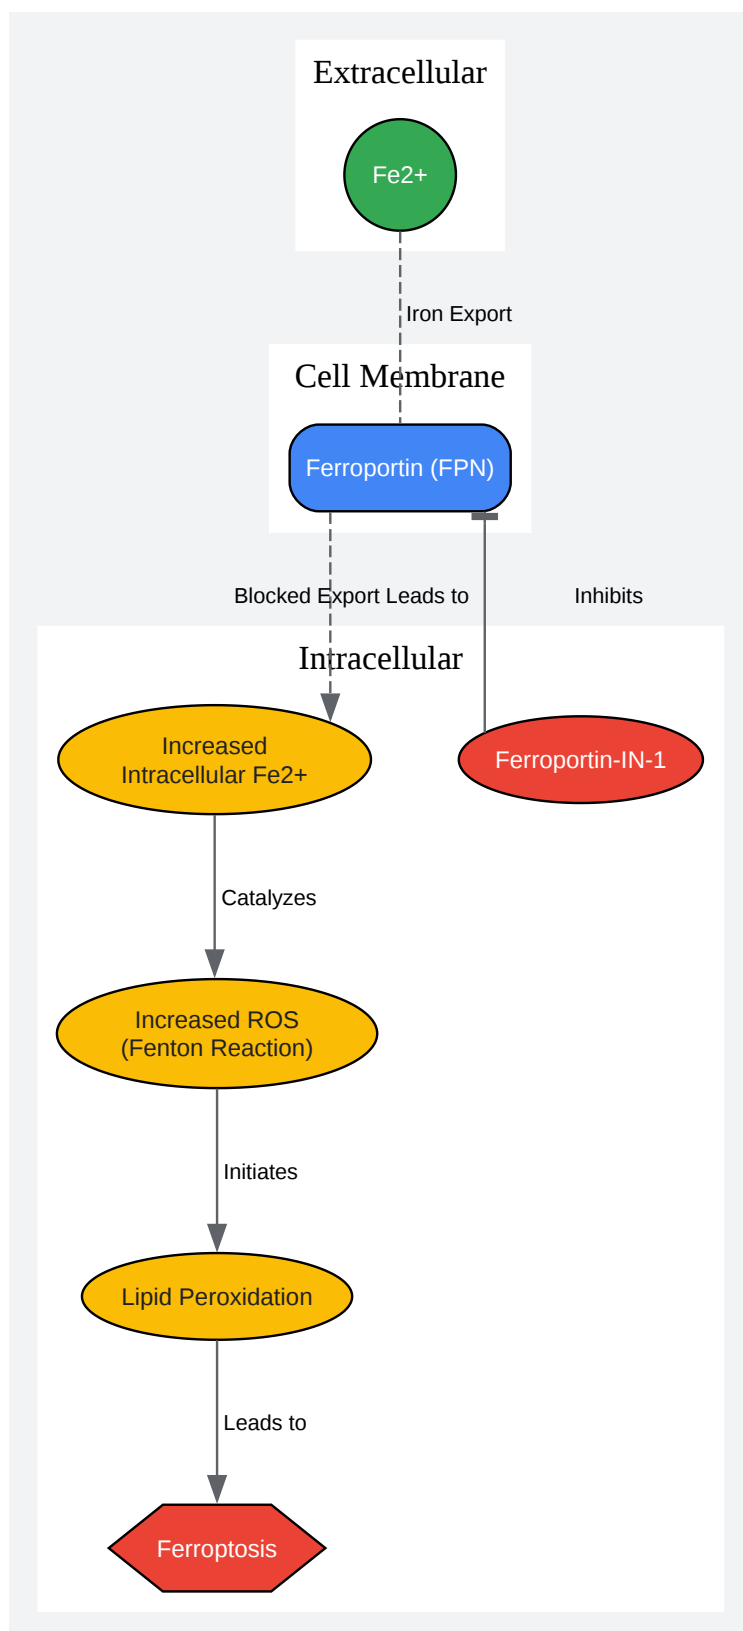 Extracellular
Fe2+
Iron Export
Cell Membrane
Ferroportin (FPN)
Blocked Export Leads to
Inhibits
Intracellular
Increased
Intracellular Fe2+
Ferroportin-IN-1
Catalyzes
Increased ROS
(Fenton Reaction)
Initiates
Lipid Peroxidation
Leads to
Ferroptosis